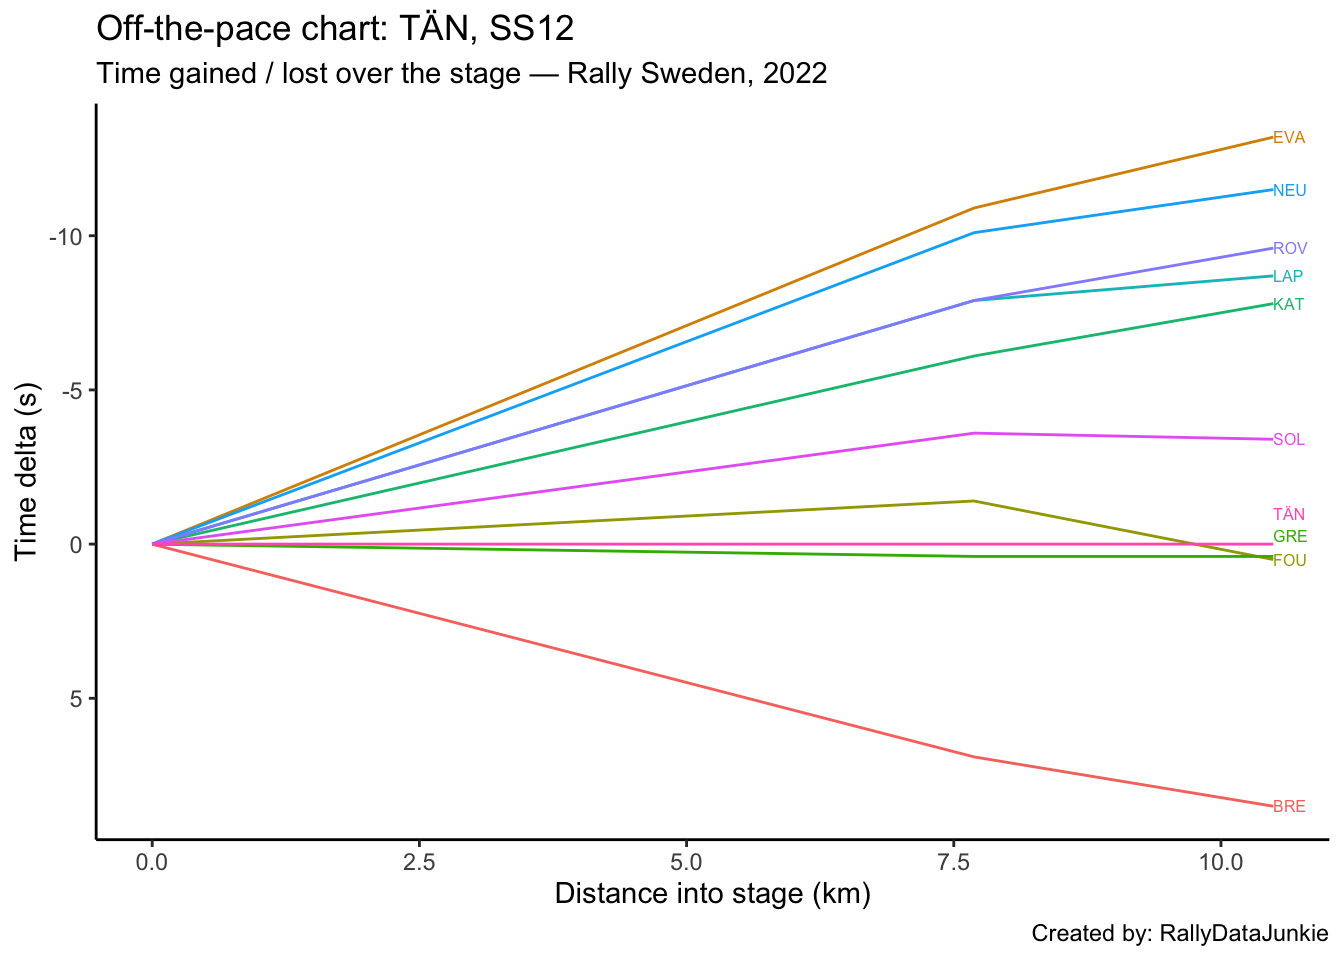 Off-the-pace chart: TÄN, SS12
Time gained / lost over the stage — Rally Sweden, 2022
Time delta (s)
-10
-5
0
5
EVA
NEU
ROV
LAP
KAT
SOL
TÄN
GRE
FOU
BRE
0.0 2.5 5.0 7.5 10.0
Distance into stage (km)
Created by: RallyDataJunkie